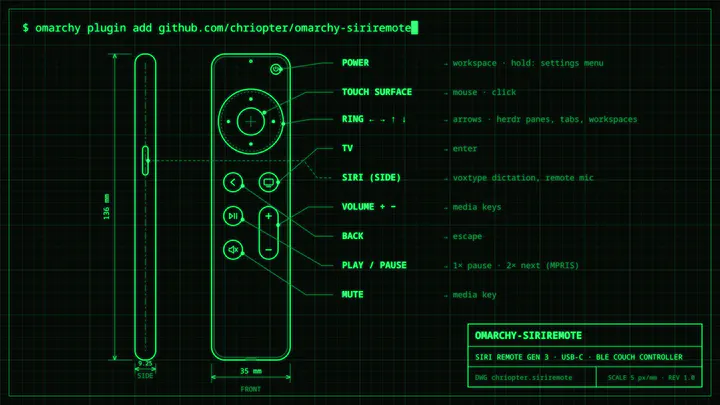 $ omarchy plugin add github.com/chriopter/omarchy-siriremote
POWER → workspace · hold: settings menu
TOUCH SURFACE → mouse · click
RING ← → ↑ ↓ → arrows · herdr panes, tabs, workspaces
TV → enter
SIRI (SIDE) → voxtype dictation, remote mic
VOLUME + − → media keys
BACK → escape
PLAY / PAUSE → 1× pause · 2× next (MPRIS)
MUTE → media key
136 mm
9.25
SIDE
35 mm
FRONT
OMARCHY-SIRIREMOTE
SIRI REMOTE GEN 3 · USB-C · BLE COUCH CONTROLLER
DWG chriopter.siriremote
SCALE 5 px/mm · REV 1.0